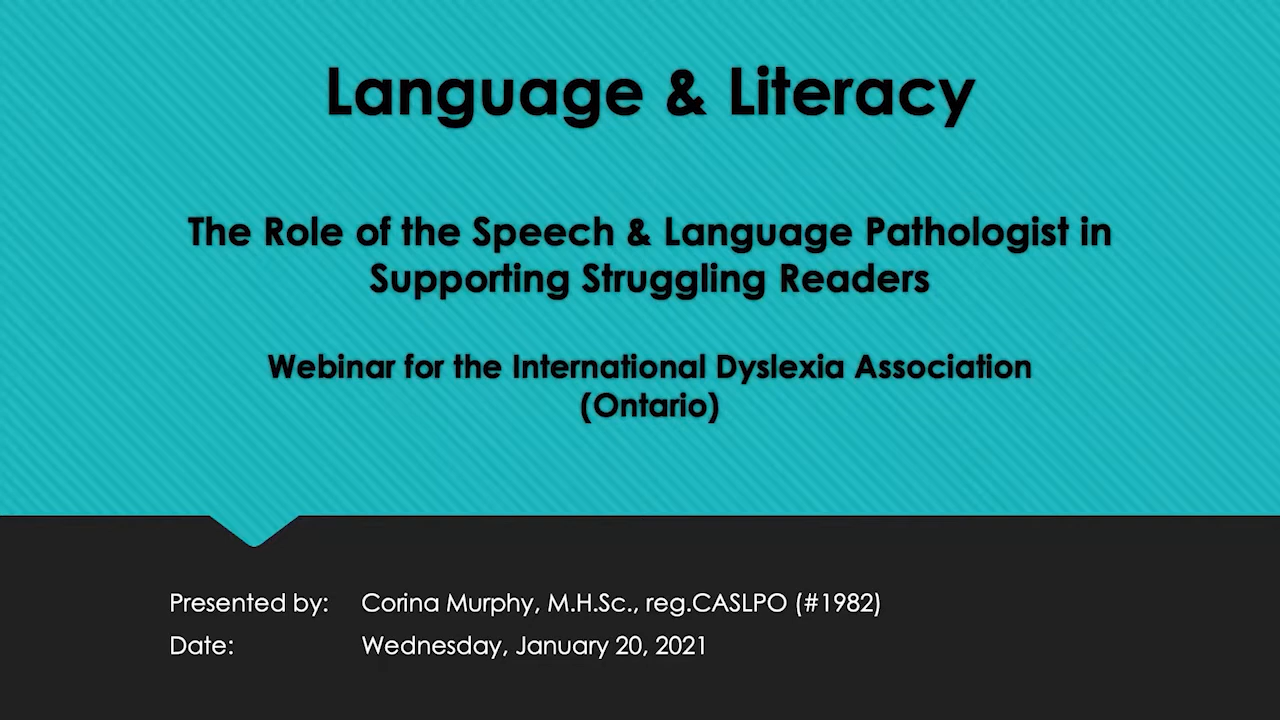 Language & Literacy
The Role of the Speech & Language Pathologist in
Supporting Struggling Readers
Webinar for the International Dyslexia Association
(Ontario)
Presented by: Corina Murphy, M.H.Sc., reg.CASLPO (#1982)
Date: Wednesday, January 20, 2021